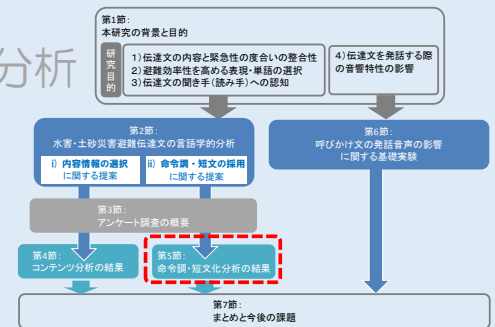 分析
第1節:
本研究の背景と目的
研究目的
1)伝達文の内容と緊急性の度合いの整合性
2)避難効率性を高める表現・単語の選択
3)伝達文の聞き手(読み手)への認知
4)伝達文を発話する際
の音響特性の影響
第2節:
水害・土砂災害避難伝達文の言語学的分析
i) 内容情報の選択
に関する提案
ii) 命令調・短文の採用
に関する提案
第6節:
呼びかけ文の発話音声の影響
に関する基礎実験
第3節:
アンケート調査の概要
第4節:
コンテンツ分析の結果
第5節:
命令調・短文化分析の結果
第7節:
まとめと今後の課題